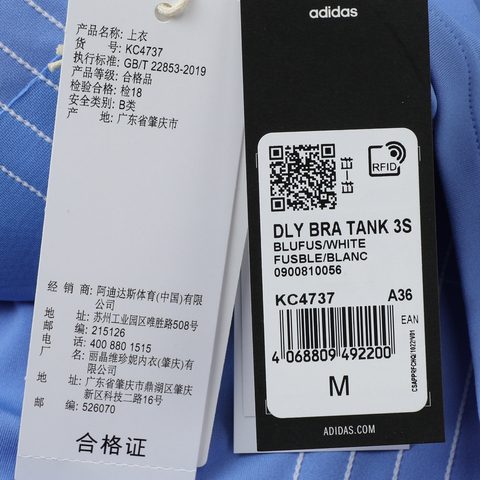 产品名称: 上衣
货 号: KC4737
执行标准: GB/T 22853-2019
产品等级: 合格品
检验合格: 检18
安全类别: B类
产 地: 广东省肇庆市
经 销 商: 阿迪达斯体育(中国)有限
公司
地 址: 苏州工业园区唯胜路508号
邮 编: 215126
电 话: 400 880 1515
厂 名: 丽晶维珍妮内衣(肇庆)有
限公司
地 址: 广东省肇庆市鼎湖区肇庆
新区科技二路16号
邮 编: 526070
合格证
adidas
RFID
DLY BRA TANK 3S
BLUFUS/WHITE
FUSBLE/BLANC
0900810056
KC4737 A36
EAN
4 068809 492200
M
ADIDAS.COM